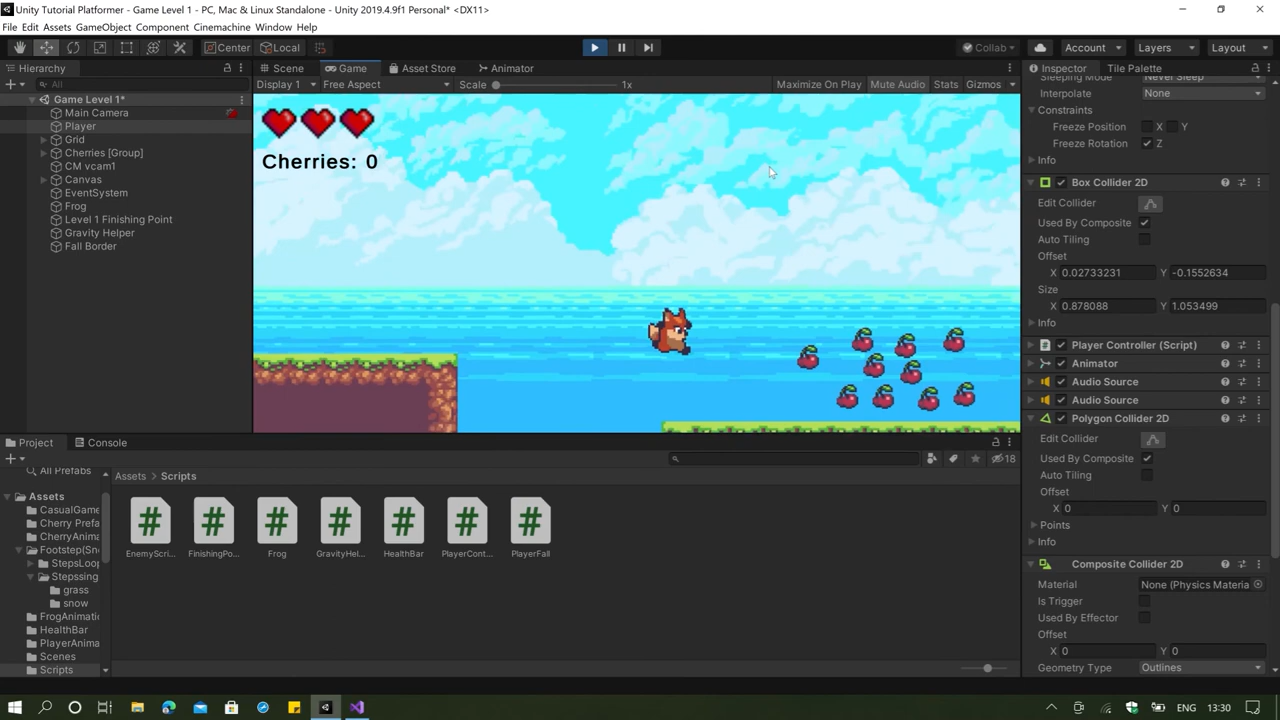 Unity Tutorial Platformer - Game Level 1 - PC, Mac & Linux Standalone - Unity 2019.4.9f1 Personal* <DX11>
File Edit Assets GameObject Component Cinemachine Window Help
Center Local Collab Account Layers Layout
Hierarchy
All
Game Level 1*
Main Camera
Player
Grid
Cherries [Group]
CM vcam1
Canvas
EventSystem
Frog
Level 1 Finishing Point
Gravity Helper
Fall Border
Scene Game Asset Store Animator
Display 1 Free Aspect Scale 1x Maximize On Play Mute Audio Stats Gizmos
Cherries: 0
Inspector Tile Palette
Sleeping Mode Never Sleep
Interpolate None
Constraints
Freeze Position X Y
Freeze Rotation Z
Info
Box Collider 2D
Edit Collider
Used By Composite
Auto Tiling
Offset
X 0.02733231 Y -0.1552634
Size
X 0.878088 Y 1.053499
Info
Player Controller (Script)
Animator
Audio Source
Audio Source
Polygon Collider 2D
Edit Collider
Used By Composite
Auto Tiling
Offset
X 0 Y 0
Points
Info
Composite Collider 2D
Material None (Physics Materia
Is Trigger
Used By Effector
Offset
X 0 Y 0
Geometry Type Outlines
Project Console
18
All Prefabs
Assets
CasualGame
Cherry Prefa
CherryAnima
Footstep(Sno
StepsLoop
Stepssing
grass
snow
FrogAnimatio
HealthBar
PlayerAnima
Scenes
Scripts
Assets Scripts
EnemyScri... FinishingPo... Frog GravityHel... HealthBar PlayerCont... PlayerFall
ENG 13:30